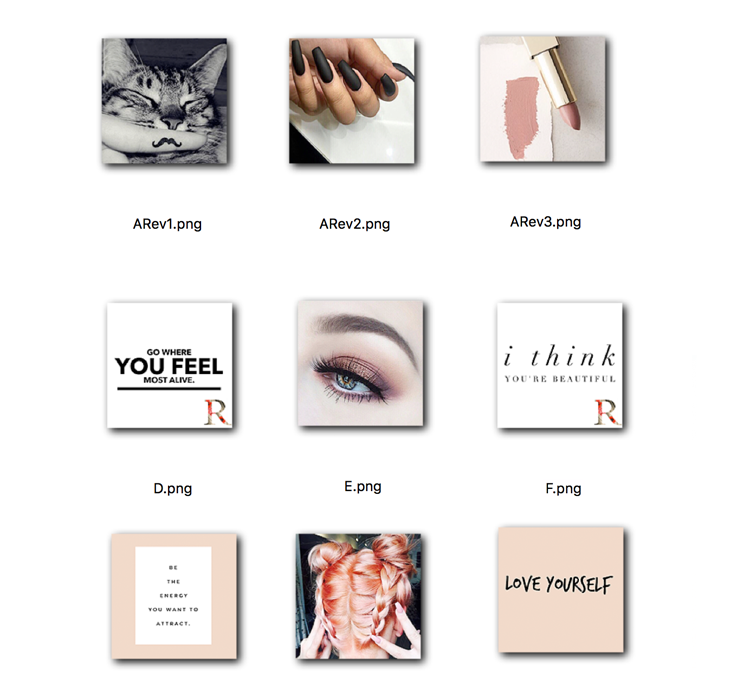 ARev1.png
ARev2.png
ARev3.png
GO WHERE
YOU FEEL
MOST ALIVE.
R
i think
YOU'RE BEAUTIFUL
R
D.png
E.png
F.png
BE
THE
ENERGY
YOU WANT TO
ATTRACT.
LOVE YOURSELF